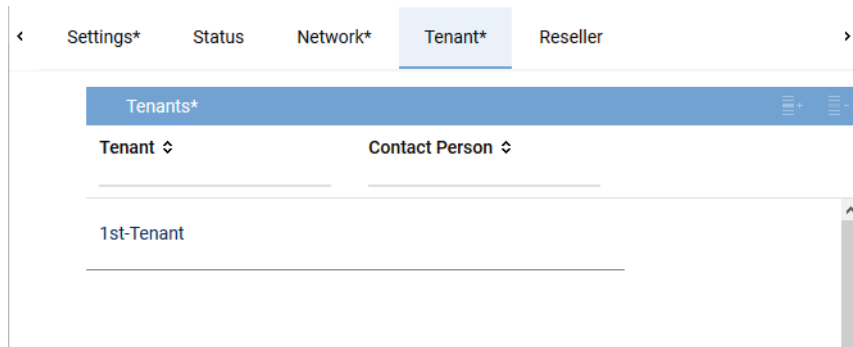 Settings* Status Network* Tenant* Reseller
Tenants*
Tenant Contact Person
1st-Tenant